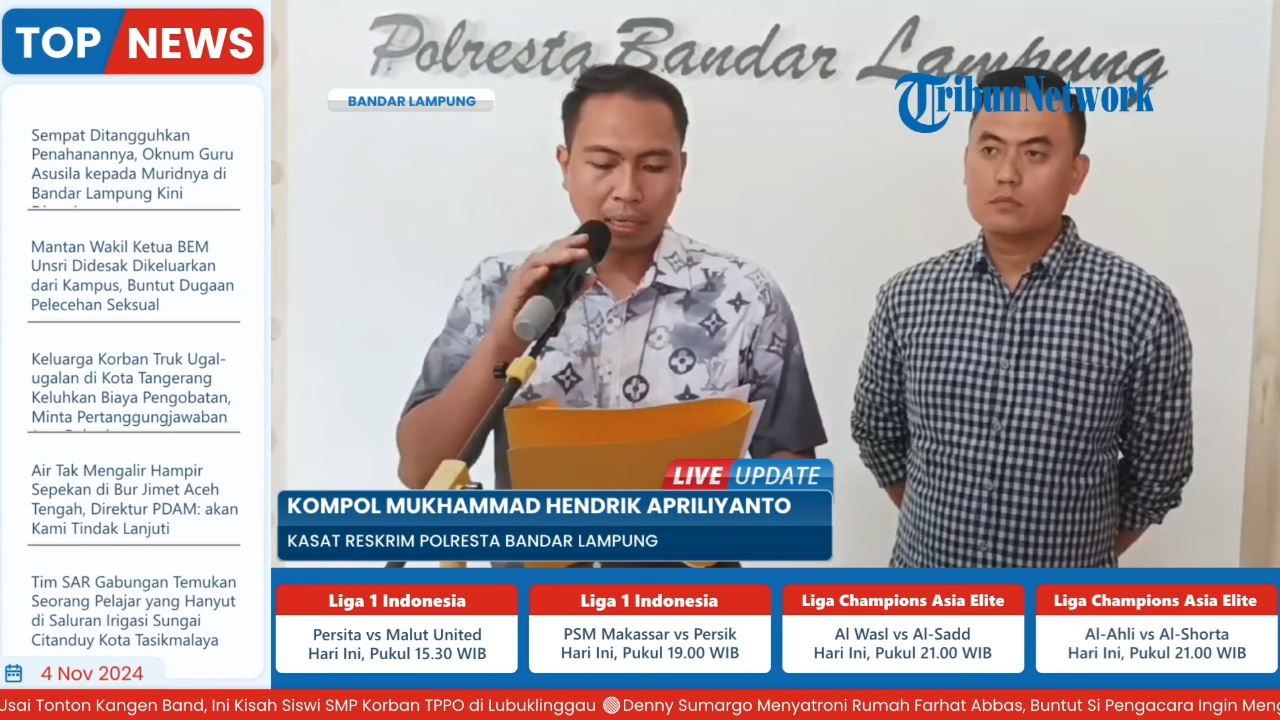 TOP NEWS
Sempat Ditangguhkan
Penahanannya, Oknum Guru
Asusila kepada Muridnya di
Bandar Lampung Kini
Mantan Wakil Ketua BEM
Unsri Didesak Dikeluarkan
dari Kampus, Buntut Dugaan
Pelecehan Seksual
Keluarga Korban Truk Ugal-
ugalan di Kota Tangerang
Keluhkan Biaya Pengobatan,
Minta Pertanggungjawaban
Air Tak Mengalir Hampir
Sepekan di Bur Jimet Aceh
Tengah, Direktur PDAM: akan
Kami Tindak Lanjuti
Tim SAR Gabungan Temukan
Seorang Pelajar yang Hanyut
di Saluran Irigasi Sungai
Citanduy Kota Tasikmalaya
4 Nov 2024
Polresta Bandar Lampung
TribunNetwork
BANDAR LAMPUNG
LIVE UPDATE
KOMPOL MUKHAMMAD HENDRIK APRILIYANTO
KASAT RESKRIM POLRESTA BANDAR LAMPUNG
Liga 1 Indonesia
Persita vs Malut United
Hari Ini, Pukul 15.30 WIB
Liga 1 Indonesia
PSM Makassar vs Persik
Hari Ini, Pukul 19.00 WIB
Liga Champions Asia Elite
Al Wasl vs Al-Sadd
Hari Ini, Pukul 21.00 WIB
Liga Champions Asia Elite
Al-Ahli vs Al-Shorta
Hari Ini, Pukul 21.00 WIB
Usai Tonton Kangen Band, Ini Kisah Siswi SMP Korban TPPO di Lubuklinggau Denny Sumargo Menyatroni Rumah Farhat Abbas, Buntut Si Pengacara Ingin